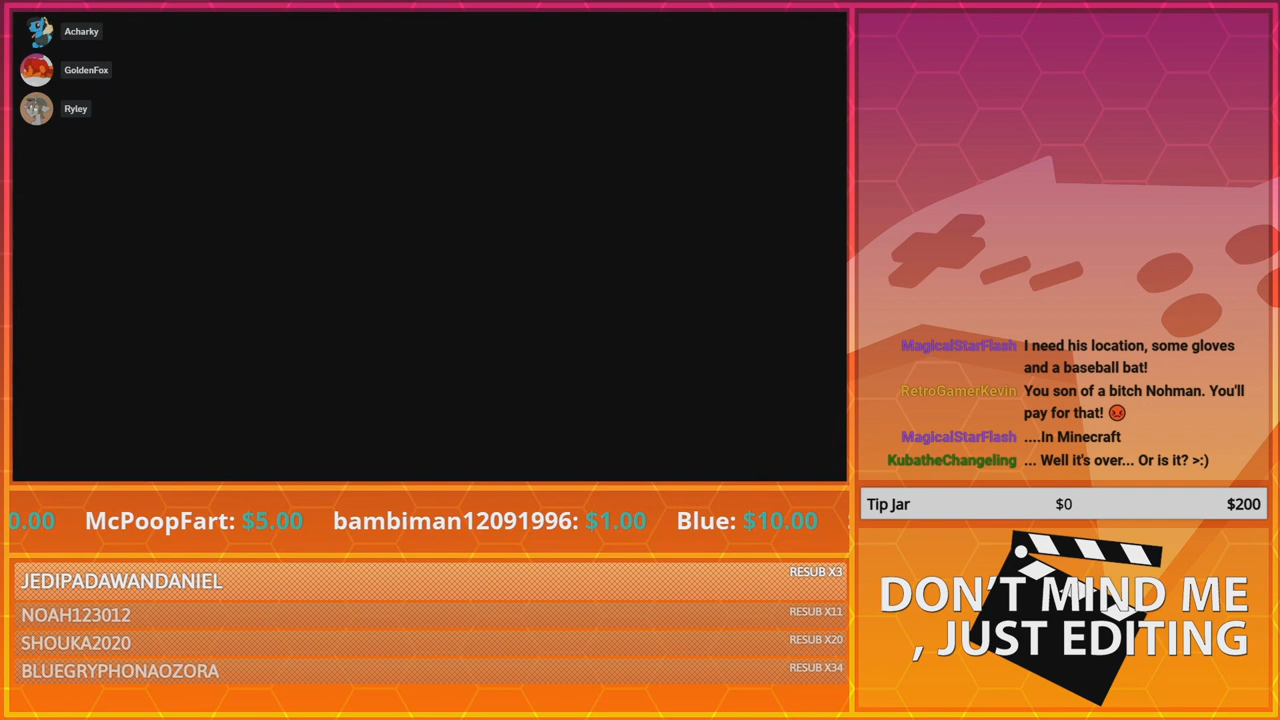 Acharky
GoldenFox
Ryley
MagicalStarFlash I need his location, some gloves
and a baseball bat!
RetroGamerKevin You son of a bitch Nohman. You'll
pay for that! 😡
MagicalStarFlash ....In Minecraft
KubatheChangeling ... Well it's over... Or is it? >:)
Tip Jar $0 $200
0.00 McPoopFart: $5.00 bambiman12091996: $1.00 Blue: $10.00
JEDIPADAWANDANIEL RESUB X3
NOAH123012 RESUB X11
SHOUKA2020 RESUB X20
BLUEGRYPHONAOZORA RESUB X34
DON'T MIND ME
, JUST EDITING